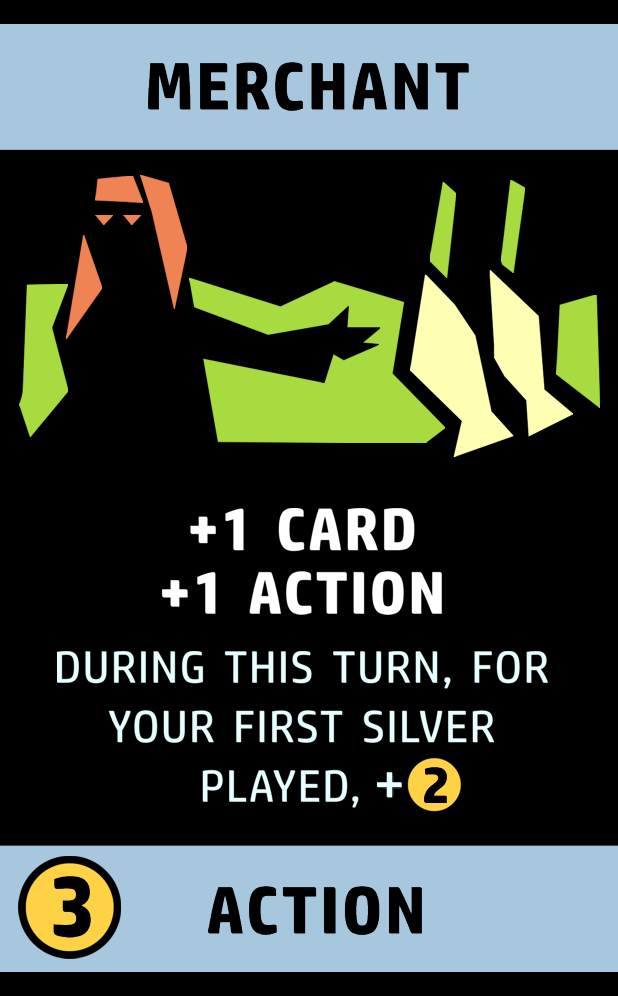 MERCHANT
+1 CARD
+1 ACTION
DURING THIS TURN, FOR
YOUR FIRST SILVER
PLAYED, +2
3 ACTION